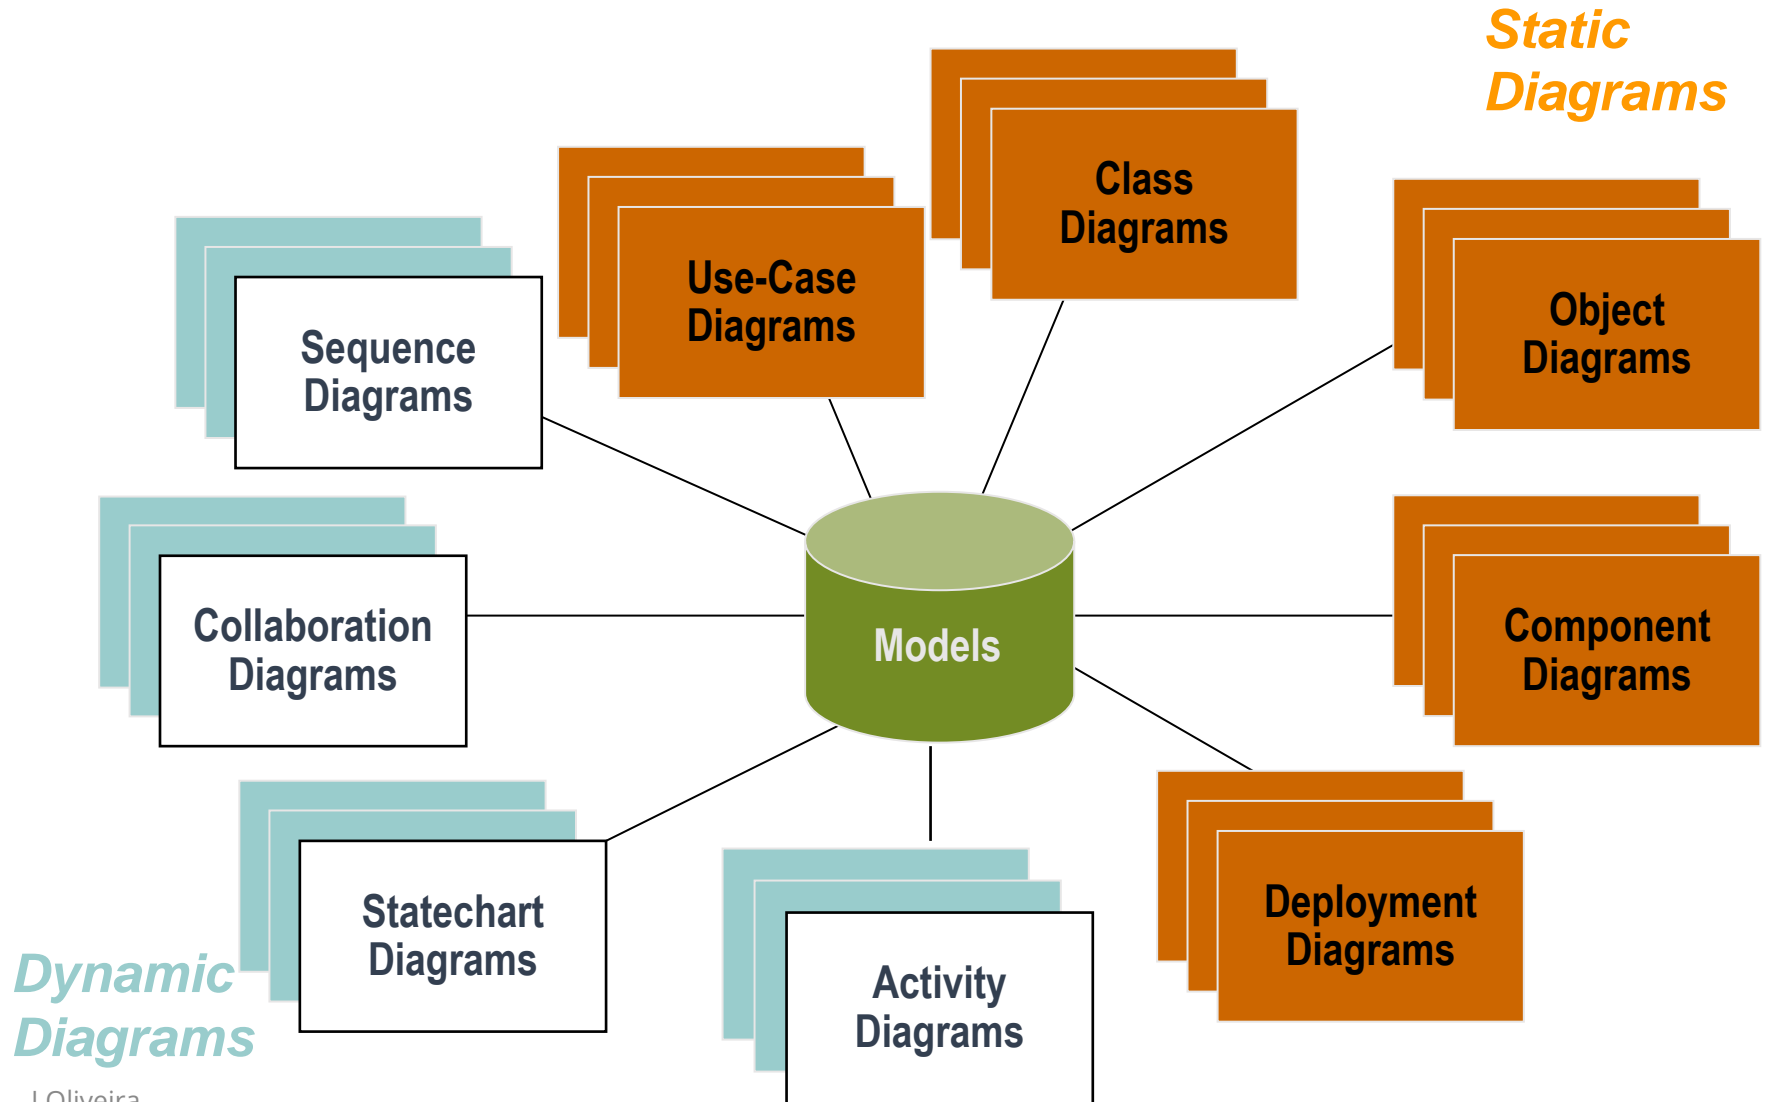 Static
Diagrams
Class
Diagrams
Use-Case
Diagrams
Object
Diagrams
Sequence
Diagrams
Collaboration
Diagrams
Models
Component
Diagrams
Statechart
Diagrams
Deployment
Diagrams
Activity
Diagrams
Dynamic
Diagrams